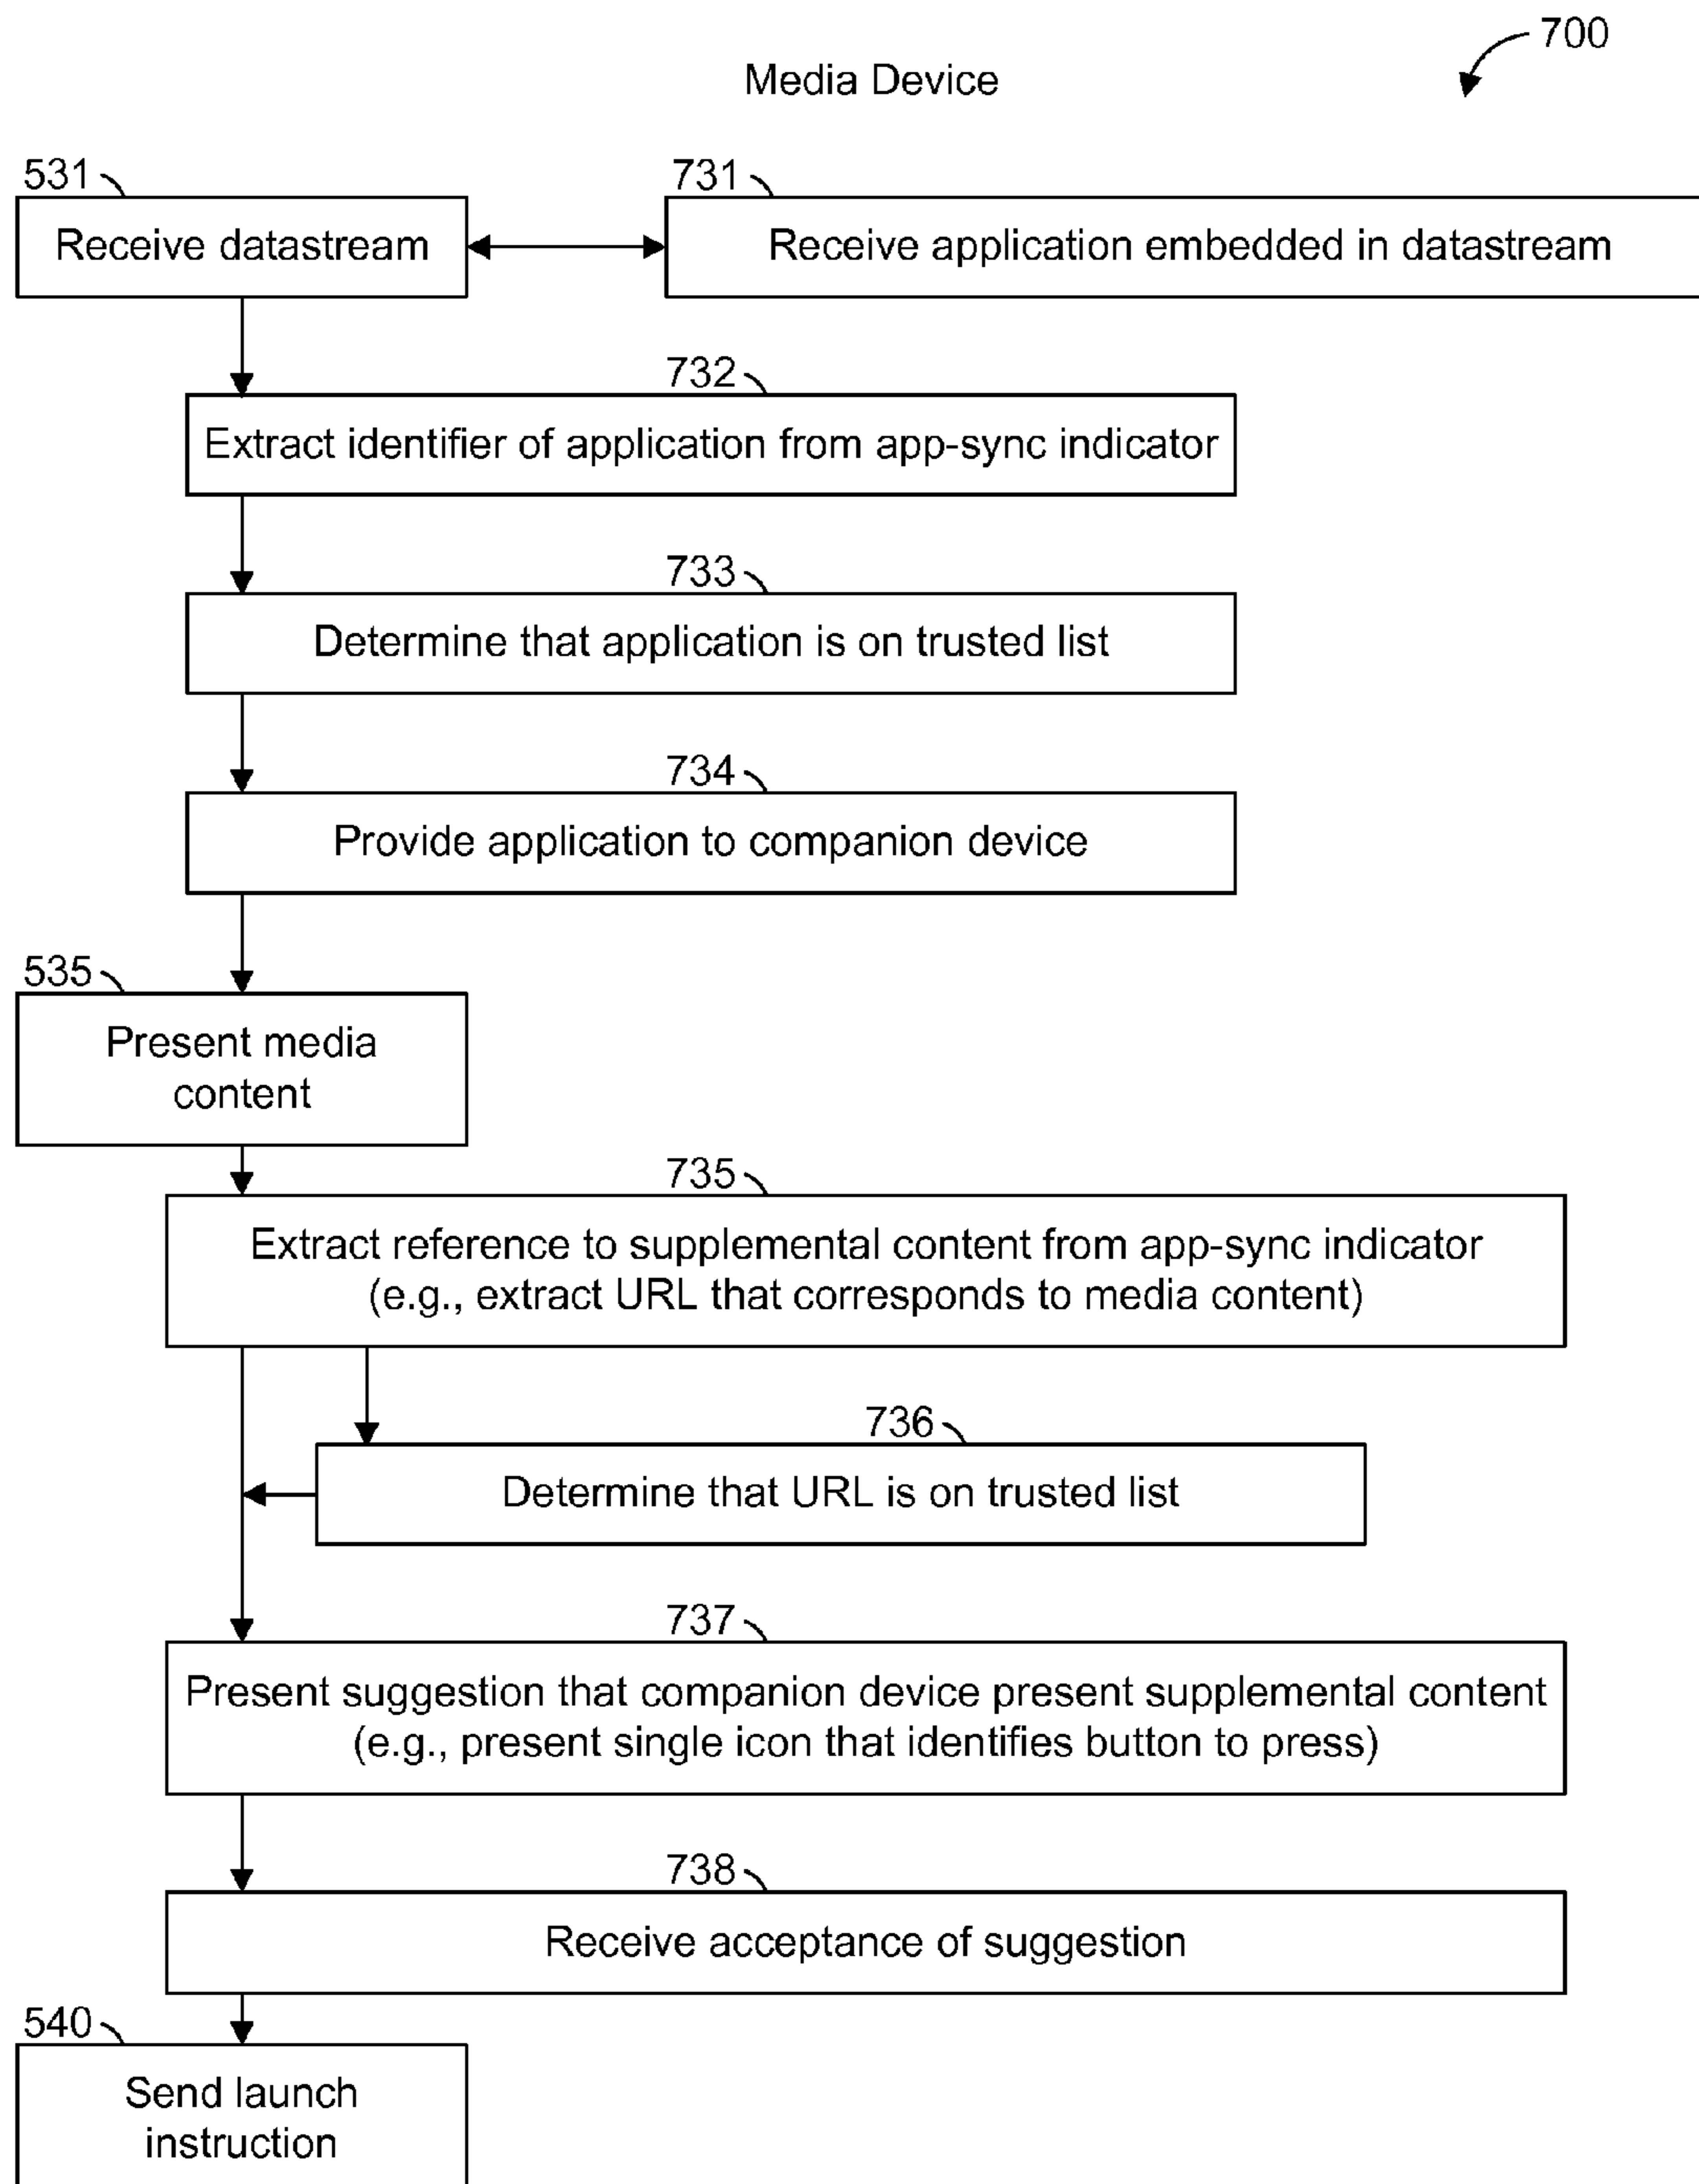 700
Media Device
531
731
Receive datastream
Receive application embedded in datastream
732
Extract identifier of application from app-sync indicator
733
Determine that application is on trusted list
734
Provide application to companion device
535
Present media
content
735
Extract reference to supplemental content from app-sync indicator
(e.g., extract URL that corresponds to media content)
736
Determine that URL is on trusted list
737
Present suggestion that companion device present supplemental content
(e.g., present single icon that identifies button to press)
738
Receive acceptance of suggestion
540
Send launch
instruction